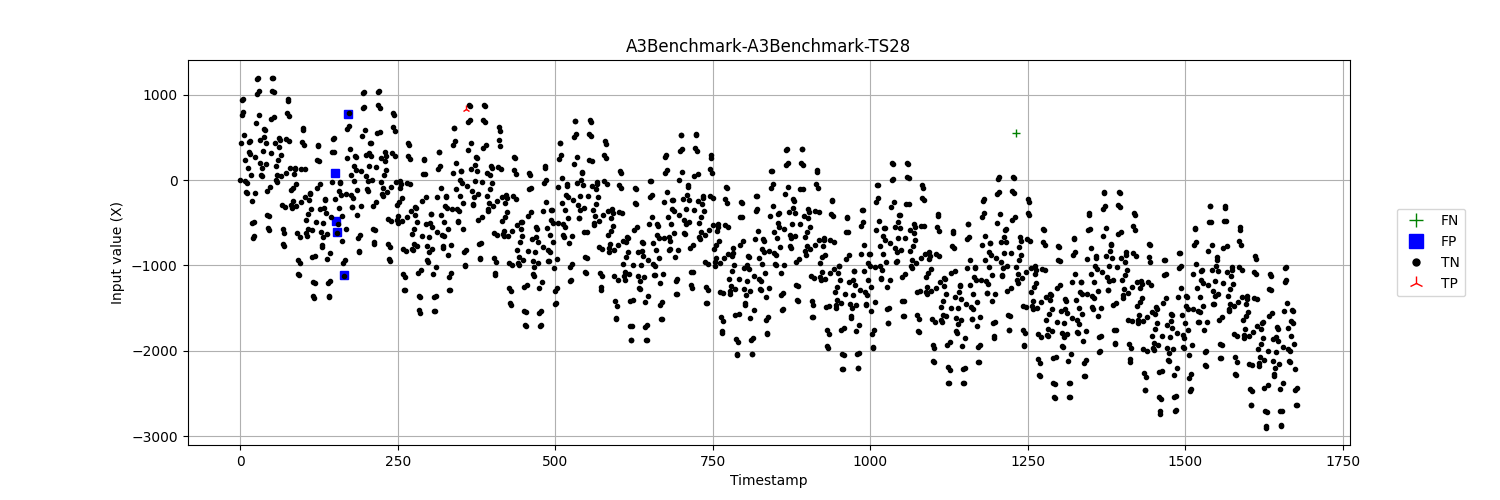 A3Benchmark-A3Benchmark-TS28
Input value (X)
1000
0
−1000
−2000
−3000
0 250 500 750 1000 1250 1500 1750
Timestamp
FN
FP
TN
TP